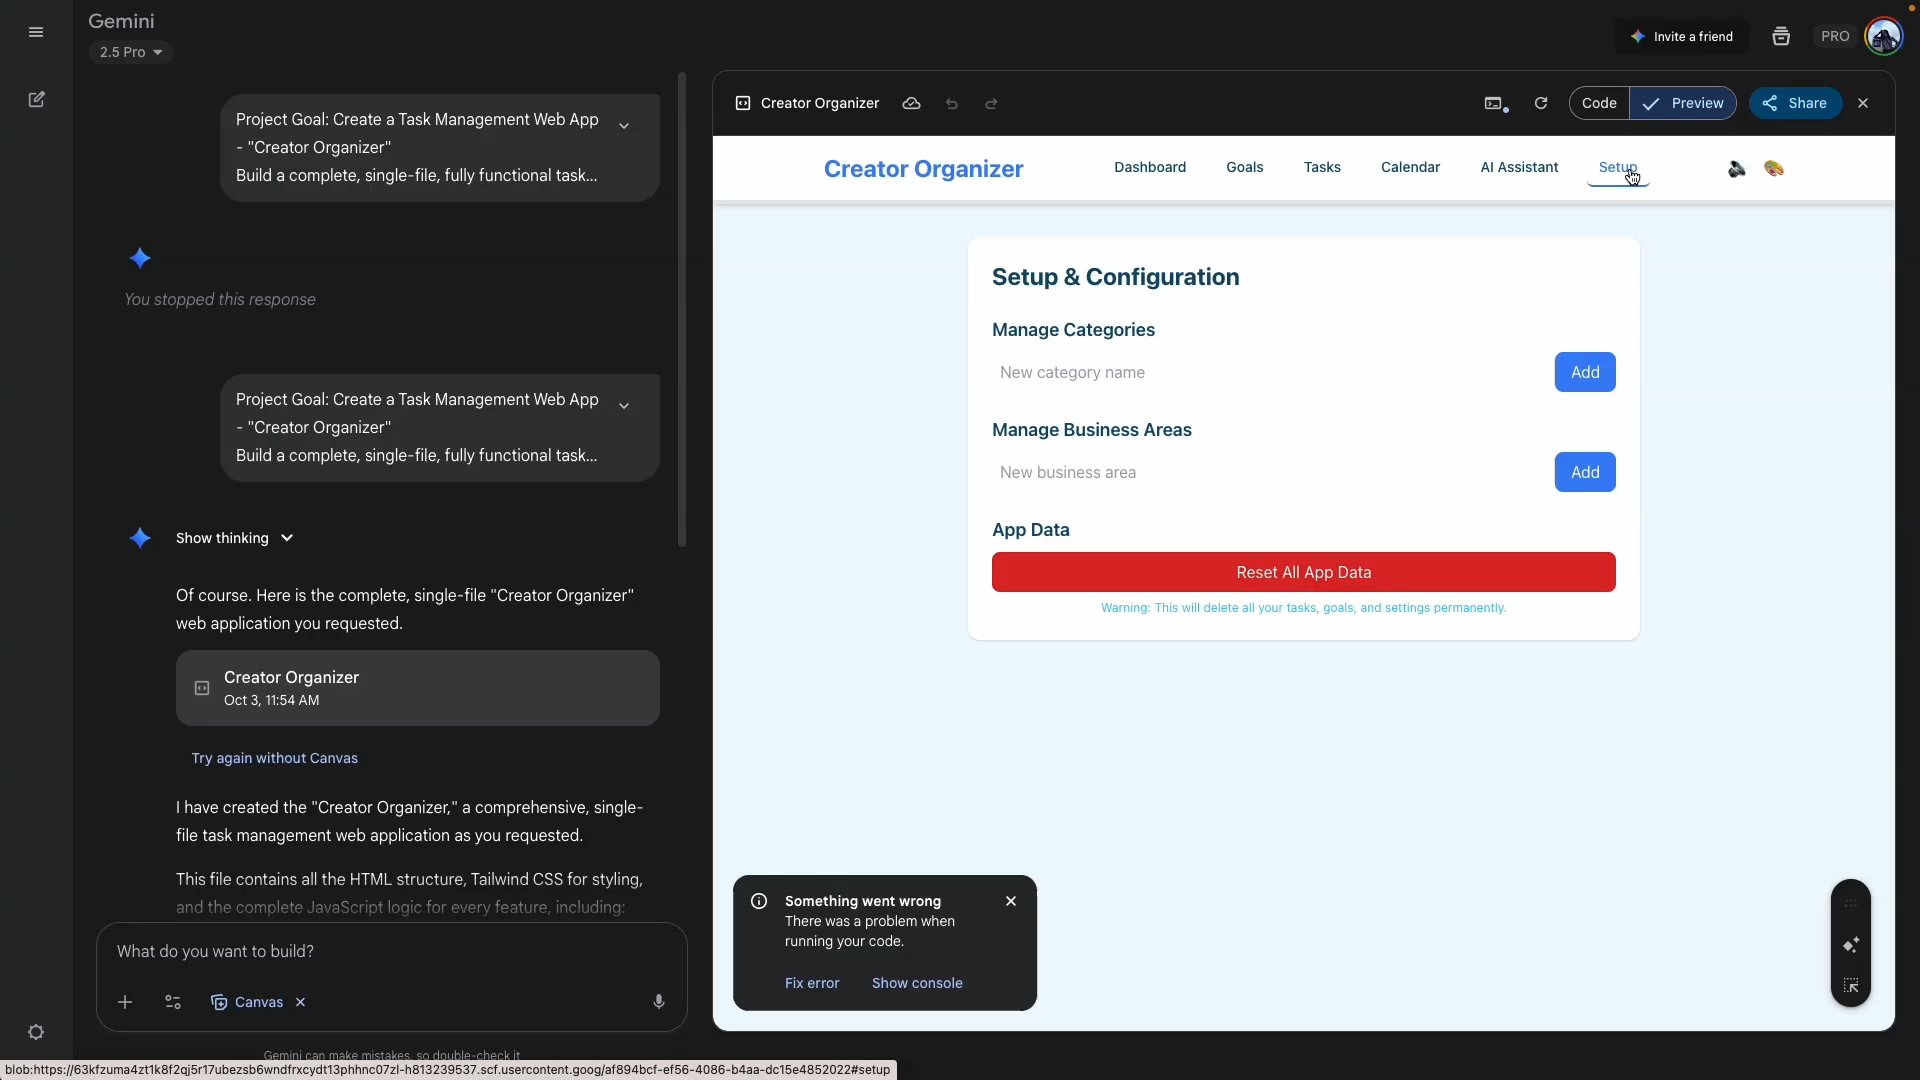 Gemini
2.5 Pro
Invite a friend
PRO
Project Goal: Create a Task Management Web App
- "Creator Organizer"
Build a complete, single-file, fully functional task...
You stopped this response
Project Goal: Create a Task Management Web App
- "Creator Organizer"
Build a complete, single-file, fully functional task...
Show thinking
Of course. Here is the complete, single-file "Creator Organizer"
web application you requested.
Creator Organizer
Oct 3, 11:54 AM
Try again without Canvas
I have created the "Creator Organizer," a comprehensive, single-
file task management web application as you requested.
This file contains all the HTML structure, Tailwind CSS for styling,
and the complete JavaScript logic for every feature, including:
What do you want to build?
Canvas
Gemini can make mistakes, so double-check it
Creator Organizer
Code
Preview
Share
Creator Organizer
Dashboard
Goals
Tasks
Calendar
AI Assistant
Setup
Setup & Configuration
Manage Categories
New category name
Add
Manage Business Areas
New business area
Add
App Data
Reset All App Data
Warning: This will delete all your tasks, goals, and settings permanently.
Something went wrong
There was a problem when
running your code.
Fix error
Show console
blob:https://63kfzuma4zt1k8f2qj5r17ubezsb6wndfrxcydt13phhnc07zl-h813239537.scf.usercontent.goog/af894bcf-ef56-4086-b4aa-dc15e4852022#setup